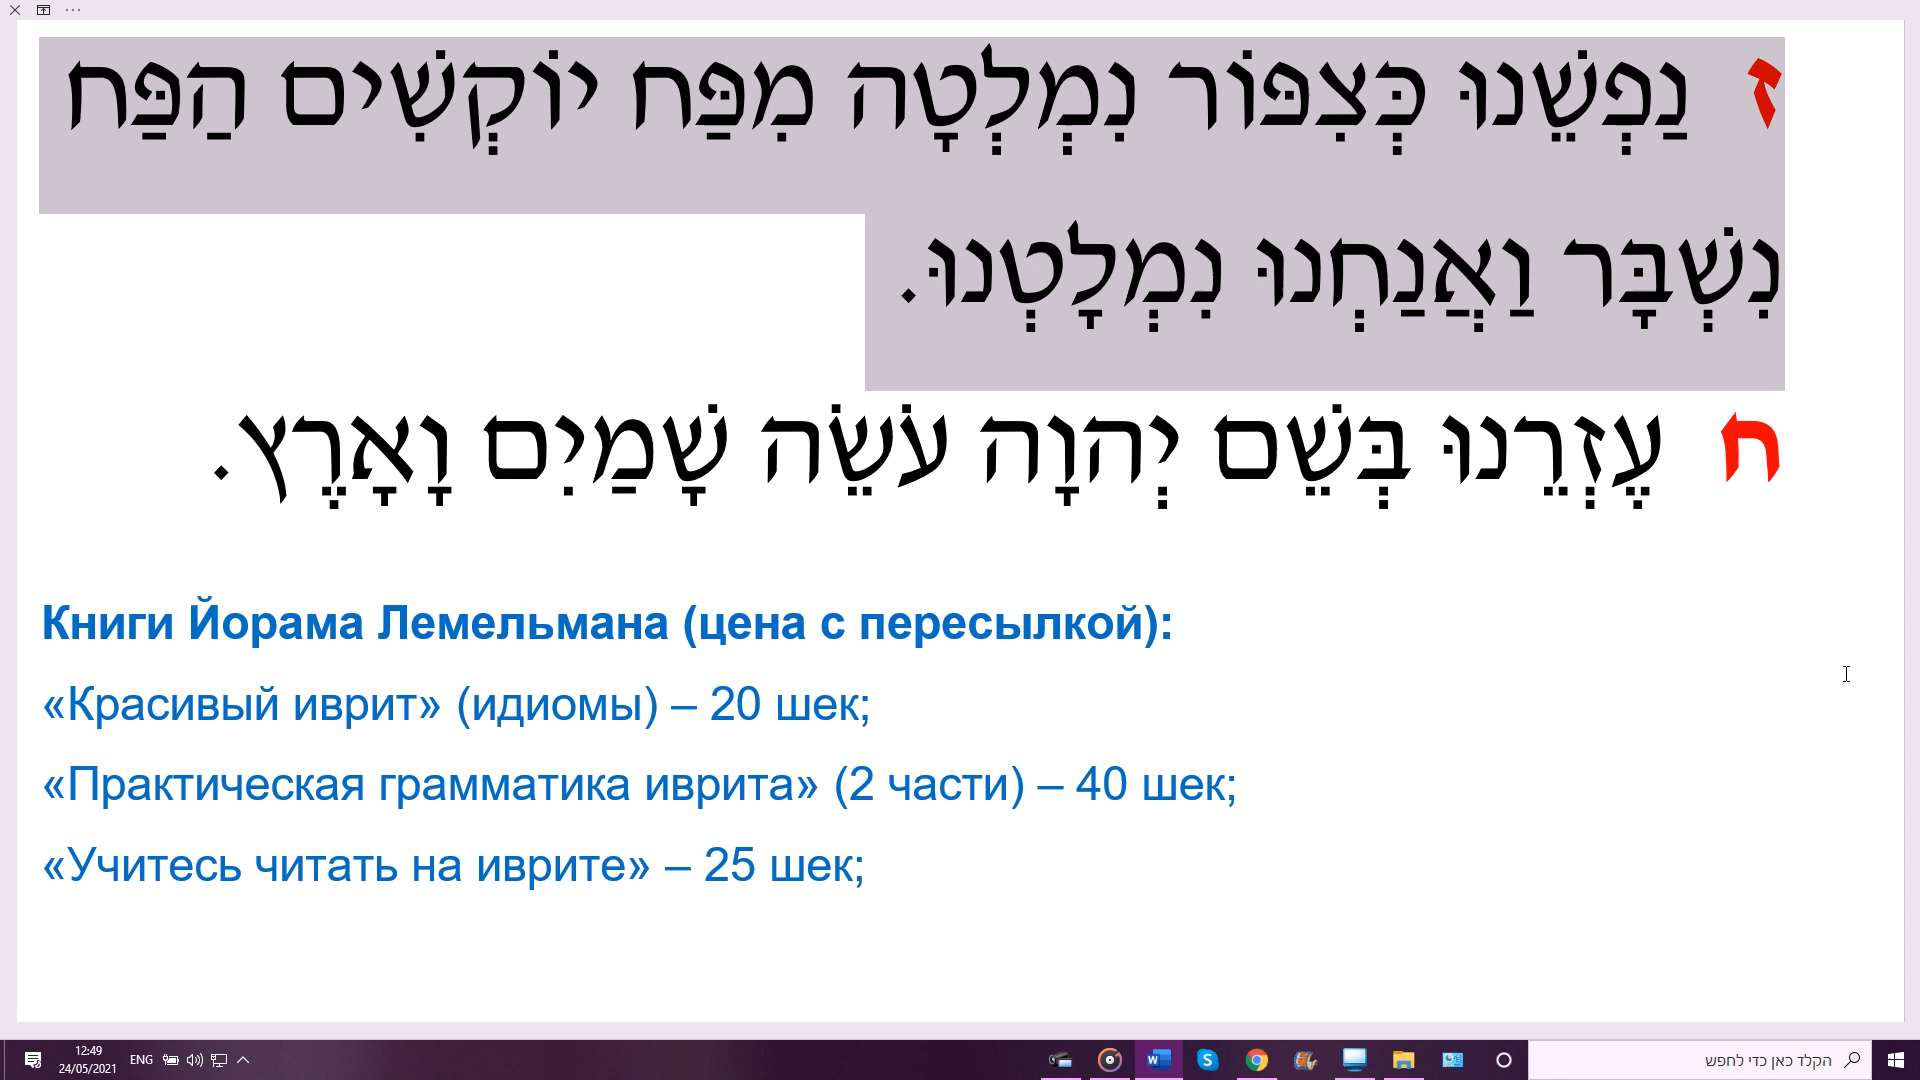 ז נַפְשֵׁנוּ כְּצִפּוֹר נִמְלְטָה מִפַּח יוֹקְשִׁים הַפַּח
נִשְׁבָּר וַאֲנַחְנוּ נִמְלָטְנוּ.
ח עֶזְרֵנוּ בְּשֵׁם יְהוָה עֹשֵׂה שָׁמַיִם וָאָרֶץ.
Книги Йорама Лемельмана (цена с пересылкой):
«Красивый иврит» (идиомы) – 20 шек;
«Практическая грамматика иврита» (2 части) – 40 шек;
«Учитесь читать на иврите» – 25 шек;
12:49
24/05/2021
ENG
הקלד כאן כדי לחפש